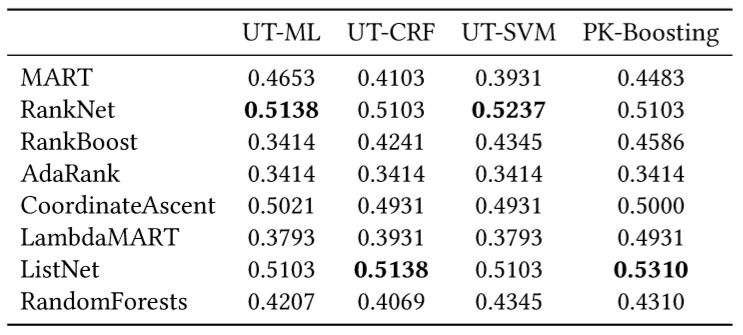 UT-ML UT-CRF UT-SVM PK-Boosting
MART 0.4653 0.4103 0.3931 0.4483
RankNet 0.5138 0.5103 0.5237 0.5103
RankBoost 0.3414 0.4241 0.4345 0.4586
AdaRank 0.3414 0.3414 0.3414 0.3414
CoordinateAscent 0.5021 0.4931 0.4931 0.5000
LambdaMART 0.3793 0.3931 0.3793 0.4931
ListNet 0.5103 0.5138 0.5103 0.5310
RandomForests 0.4207 0.4069 0.4345 0.4310